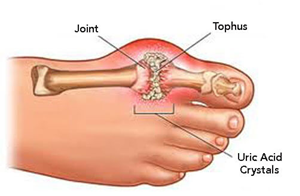 Joint
Tophus
Uric Acid
Crystals